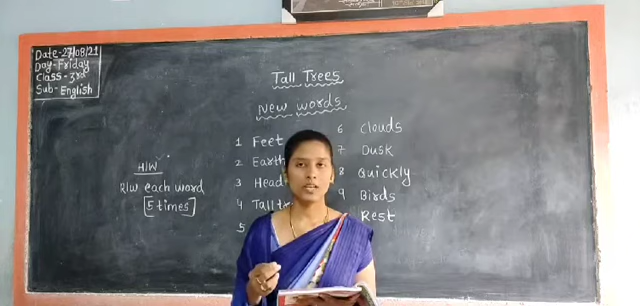 Date-27/08/21
Day-Friday
Class-3rd
Sub-English
Tall Trees
New words
1 Feet
2 Earth
3 Head
4 Tall tr
5
6 Clouds
7 Dusk
8 Quickly
9 Birds
Rest
H/W
R/W each word
[5 times]